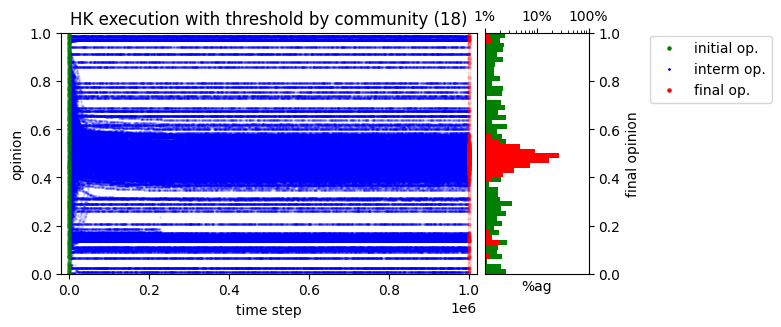 HK execution with threshold by community (18)
1% 10% 100%
initial op.
interm op.
final op.
1.0
0.8
0.6
0.4
0.2
0.0
opinion
0.0 0.2 0.4 0.6 0.8 1.0
1e6
time step
%ag
1.0
0.8
0.6
0.4
0.2
0.0
final opinion